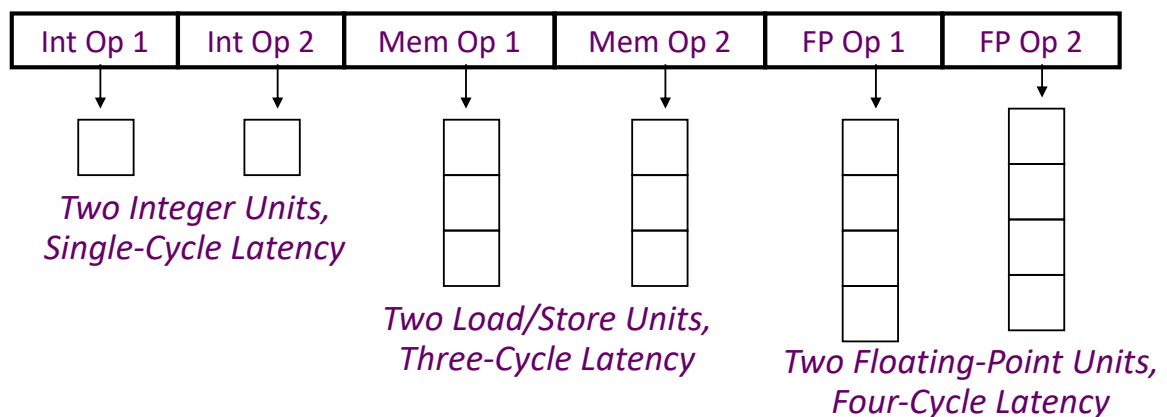 Int Op 1 Int Op 2 Mem Op 1 Mem Op 2 FP Op 1 FP Op 2
Two Integer Units,
Single-Cycle Latency
Two Load/Store Units,
Three-Cycle Latency
Two Floating-Point Units,
Four-Cycle Latency